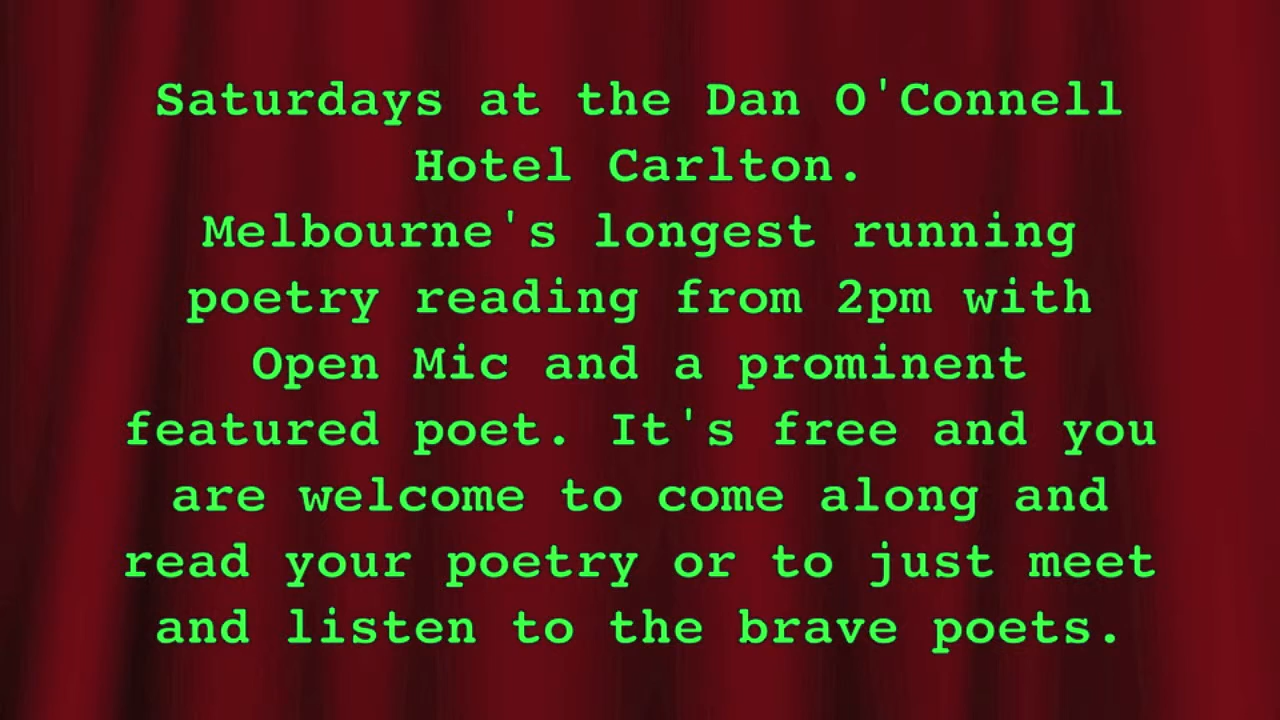 Saturdays at the Dan O'Connell
Hotel Carlton.
Melbourne's longest running
poetry reading from 2pm with
Open Mic and a prominent
featured poet. It's free and you
are welcome to come along and
read your poetry or to just meet
and listen to the brave poets.